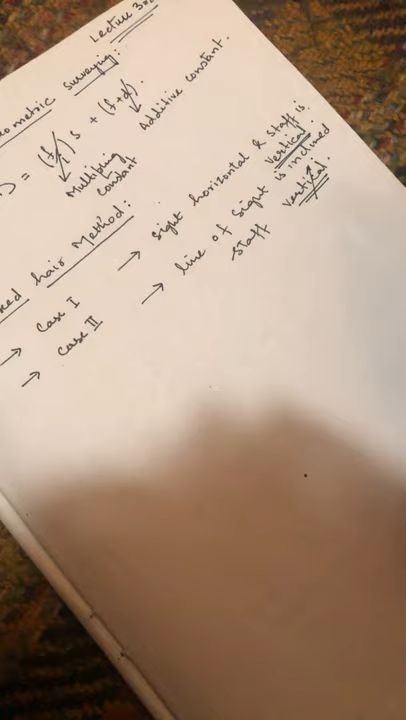 Lecture
ometric surveying:
D = (f/i) s + (f+d).
Multiplying constant
Additive constant.
ed hair Method:
→ Case I → sight horizontal & staff is vertical
→ Case II → line of sight is inclined
staff vertical.